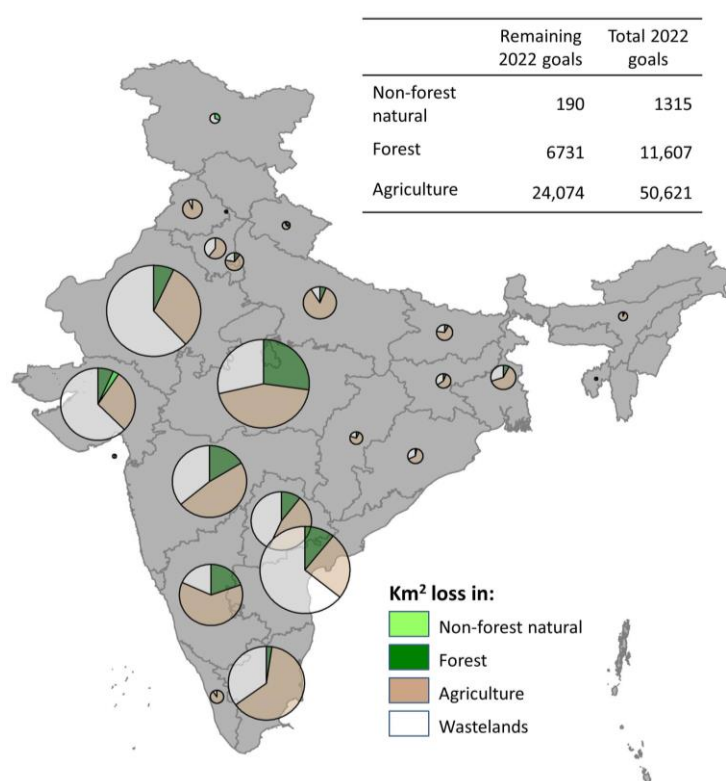 Remaining 2022 goals
Total 2022 goals
Non-forest natural
190
1315
Forest
6731
11,607
Agriculture
24,074
50,621
Km² loss in:
Non-forest natural
Forest
Agriculture
Wastelands